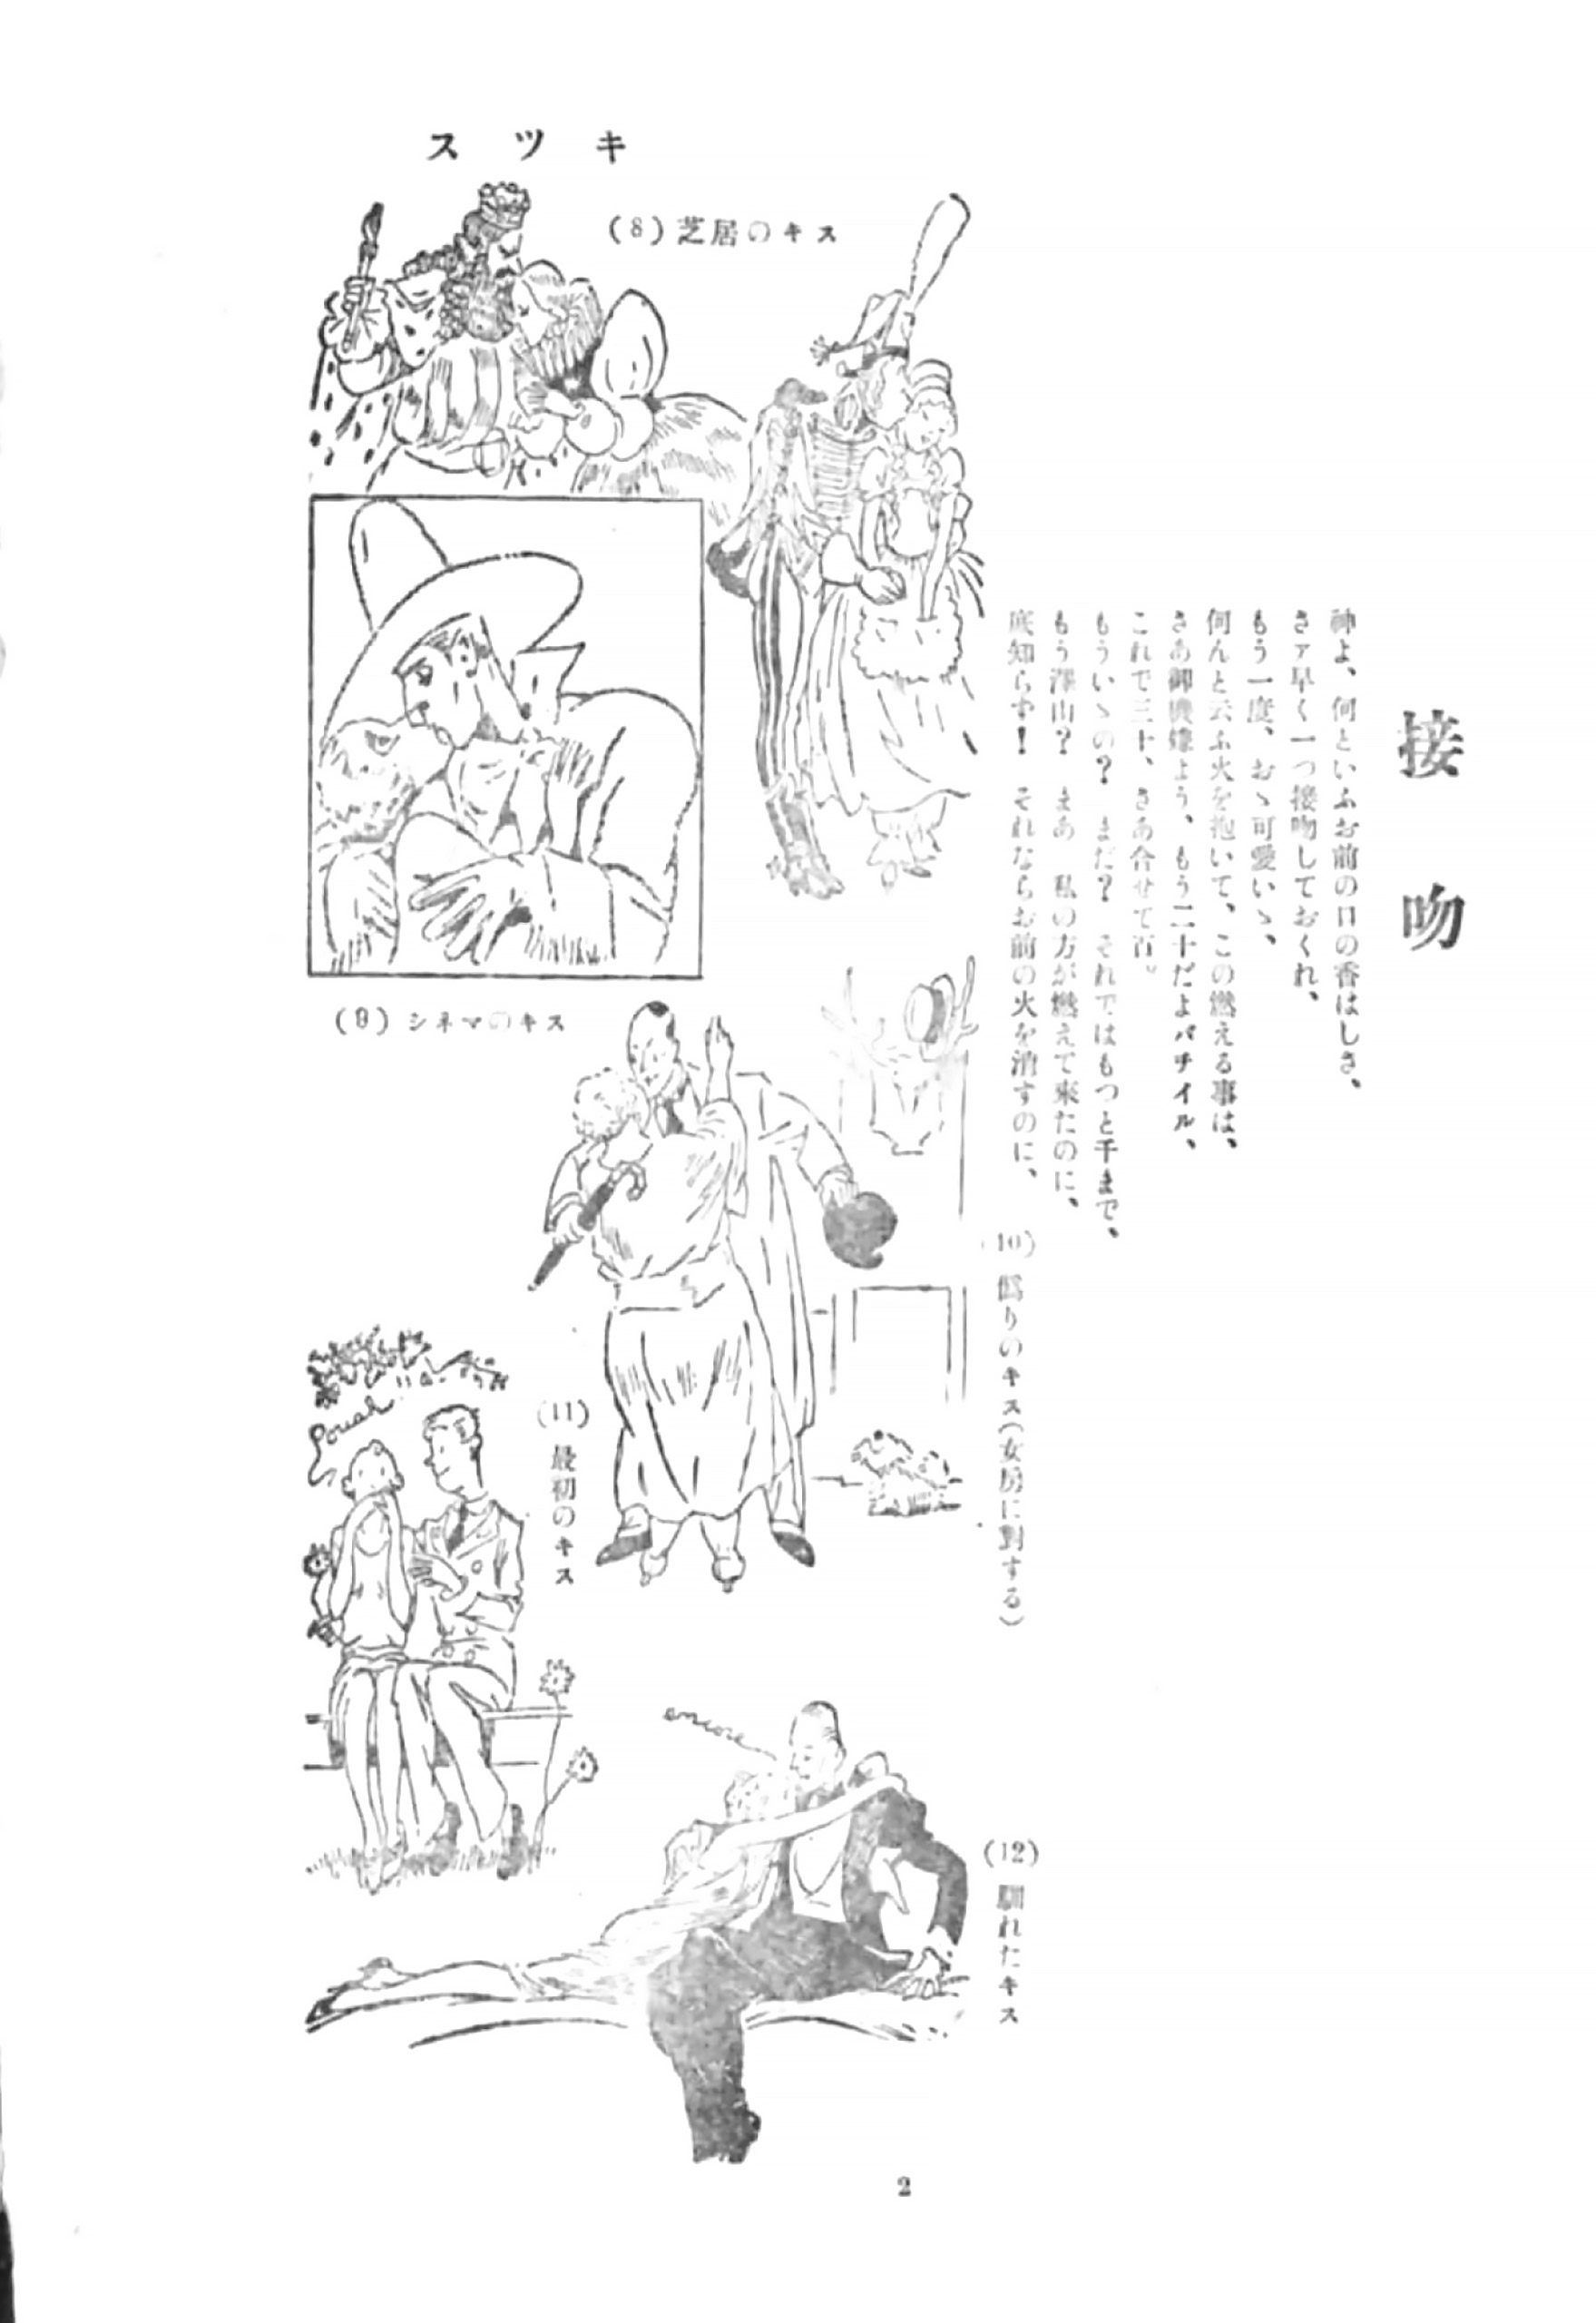 キツス
(8) 芝居のキス
接吻
神よ、何といふお前の口の香はしさ、
さァ早く一つ接吻しておくれ、
もう一度、おゝ可愛いゝ、
何んと云ふ火を抱いて、この燃える事は、
さあ御機嫌よう、もう二十だよバチイル、
これで三十、さあ合せて百。
もういゝの？ まだ？ それではもつと千まで、
もう澤山？ まあ 私の方が燃えて來たのに、
底知らず！ それならお前の火を消すのに、
(9) シネマのキス
(10) 僞りのキス(女房に對する)
(11) 最初のキス
encore
(12) 馴れたキス
2